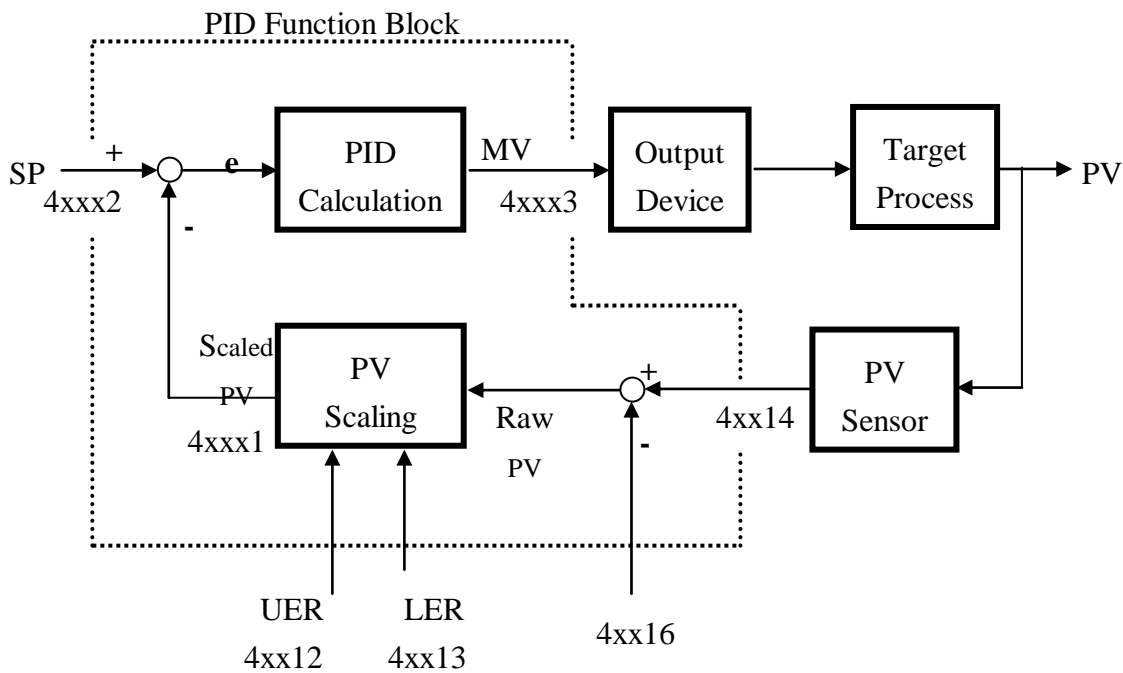 PID Function Block
SP
4xxx2
+
-
e
PID
Calculation
MV
4xxx3
Output
Device
Target
Process
PV
Scaled
PV
4xxx1
PV
Scaling
Raw
PV
+
-
4xx14
PV
Sensor
UER
4xx12
LER
4xx13
4xx16